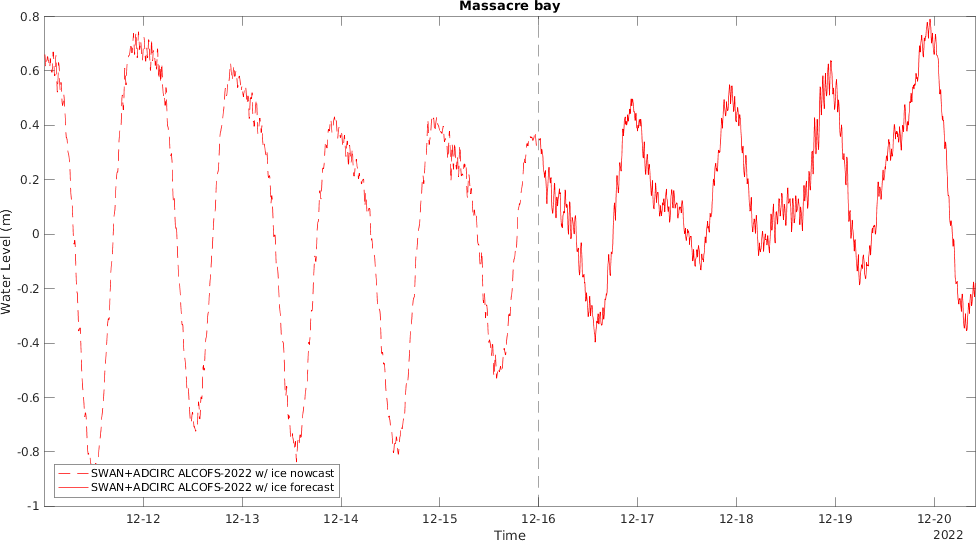 Massacre bay
0.8
0.6
0.4
0.2
0
-0.2
-0.4
-0.6
-0.8
-1
Water Level (m)
SWAN+ADCIRC ALCOFS-2022 w/ ice nowcast
SWAN+ADCIRC ALCOFS-2022 w/ ice forecast
12-12 12-13 12-14 12-15 12-16 12-17 12-18 12-19 12-20
Time 2022